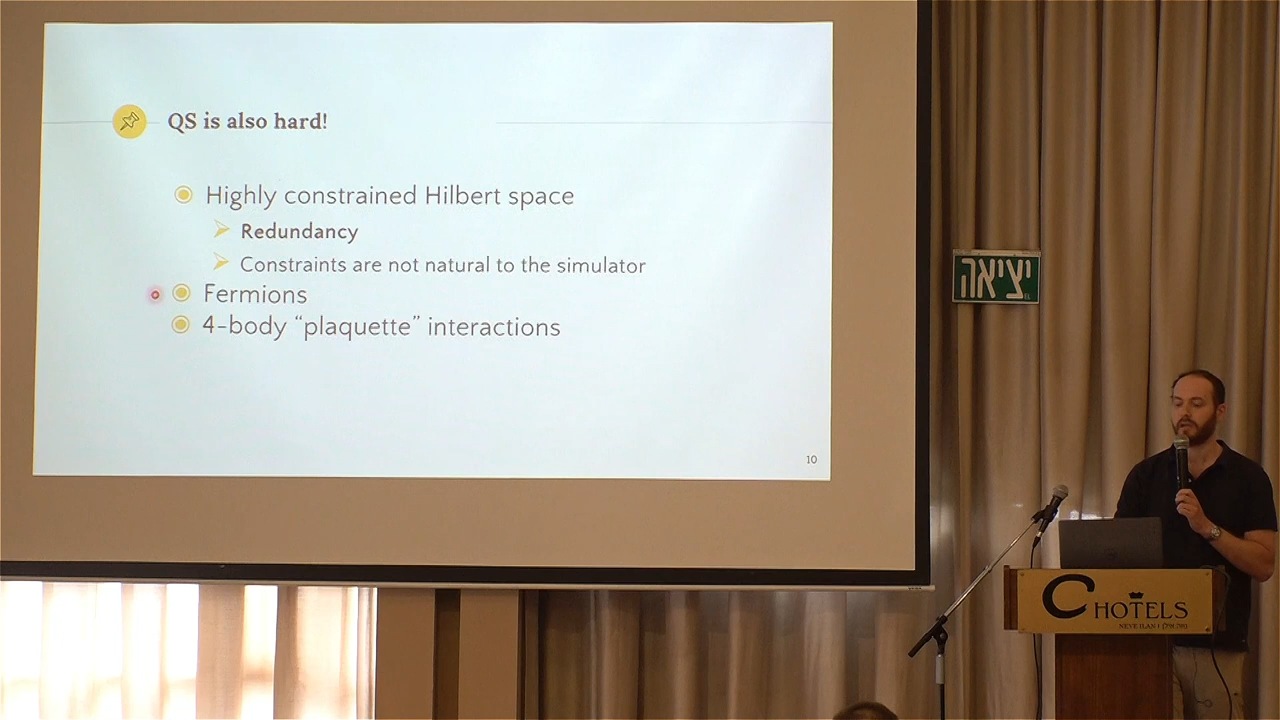 QS is also hard!
Highly constrained Hilbert space
Redundancy
Constraints are not natural to the simulator
Fermions
4-body “plaquette” interactions
10
יציאה
C HOTELS
NEVE ILAN